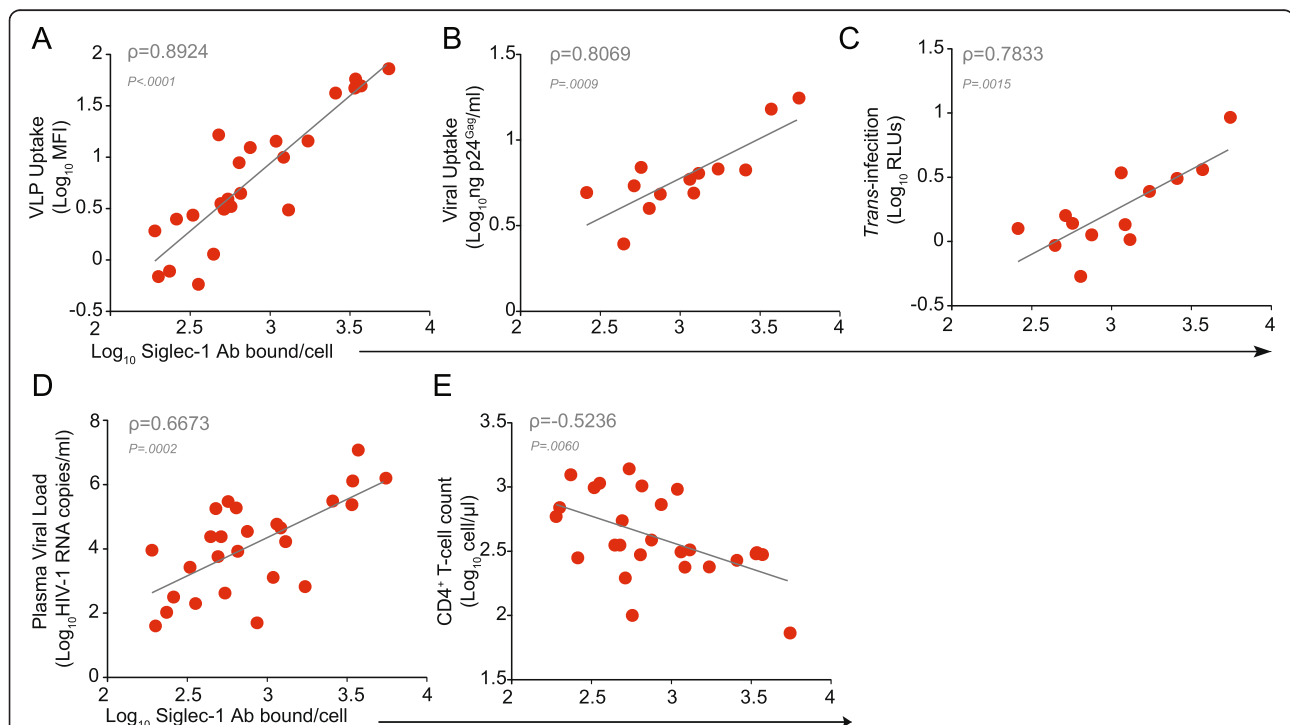 A
ρ=0.8924
P<.0001
VLP Uptake
(Log10 MFI)
2
1.5
1
0.5
0
-0.5
2 2.5 3 3.5 4
B
ρ=0.8069
P=.0009
Viral Uptake
(Log10ng p24Gag/ml)
1.5
1
0.5
0
2 2.5 3 3.5 4
C
ρ=0.7833
P=.0015
Trans-infecition
(Log10 RLUs)
1.5
1
0.5
0
-0.5
2 2.5 3 3.5 4
Log10 Siglec-1 Ab bound/cell
D
ρ=0.6673
P=.0002
Plasma Viral Load
(Log10HIV-1 RNA copies/ml)
8
6
4
2
0
2 2.5 3 3.5 4
E
ρ=-0.5236
P=.0060
CD4+ T-cell count
(Log10 cell/µl)
3.5
3
2.5
2
1.5
2 2.5 3 3.5 4
Log10 Siglec-1 Ab bound/cell